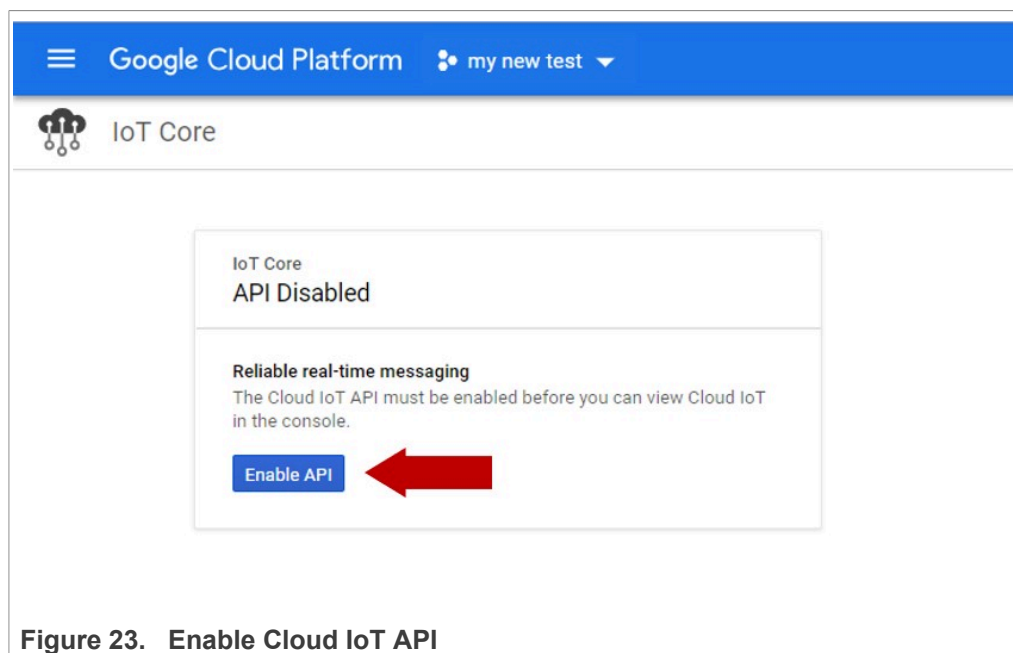 Google Cloud Platform my new test
IoT Core
IoT Core
API Disabled
Reliable real-time messaging
The Cloud IoT API must be enabled before you can view Cloud IoT
in the console.
Enable API
Figure 23. Enable Cloud IoT API